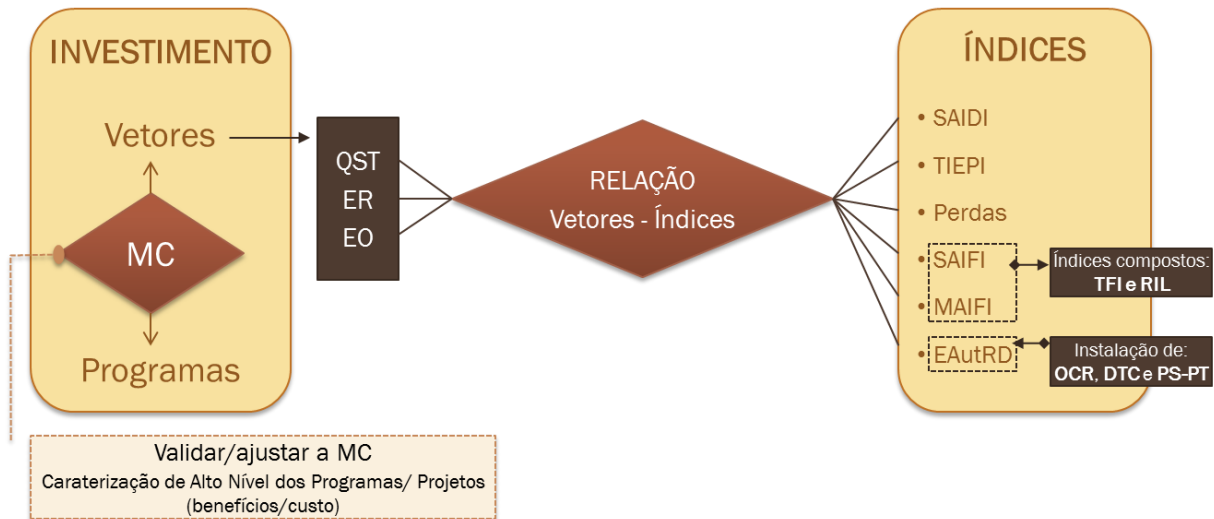 INVESTIMENTO
Vetores
MC
Programas
QST
ER
EO
RELAÇÃO
Vetores - Índices
ÍNDICES
• SAIDI
• TIEPI
• Perdas
• SAIFI
• MAIFI
• EAutRD
Índices compostos:
TFI e RIL
Instalação de:
OCR, DTC e PS-PT
Validar/ajustar a MC
Caraterização de Alto Nível dos Programas/ Projetos
(benefícios/custo)